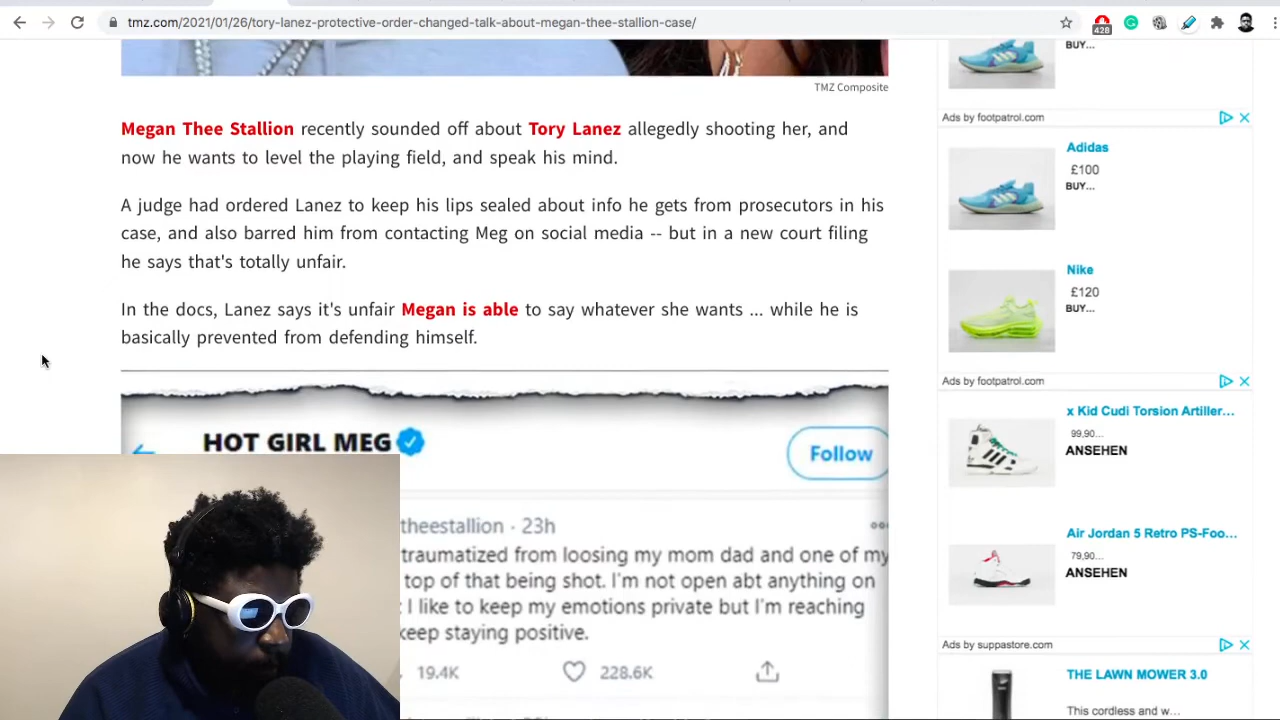 tmz.com/2021/01/26/tory-lanez-protective-order-changed-talk-about-megan-thee-stallion-case/
428
TMZ Composite
Megan Thee Stallion recently sounded off about Tory Lanez allegedly shooting her, and
now he wants to level the playing field, and speak his mind.
A judge had ordered Lanez to keep his lips sealed about info he gets from prosecutors in his
case, and also barred him from contacting Meg on social media -- but in a new court filing
he says that's totally unfair.
In the docs, Lanez says it's unfair Megan is able to say whatever she wants ... while he is
basically prevented from defending himself.
HOT GIRL MEG
Follow
theestallion · 23h
traumatized from loosing my mom dad and one of my
top of that being shot. I'm not open abt anything on
I like to keep my emotions private but I'm reaching
keep staying positive.
19.4K
228.6K
BUY...
Ads by footpatrol.com
Adidas
£100
BUY...
Nike
£120
BUY...
Ads by footpatrol.com
x Kid Cudi Torsion Artiller...
99,90...
ANSEHEN
Air Jordan 5 Retro PS-Foo...
79,90...
ANSEHEN
Ads by suppastore.com
THE LAWN MOWER 3.0
This cordless and w...